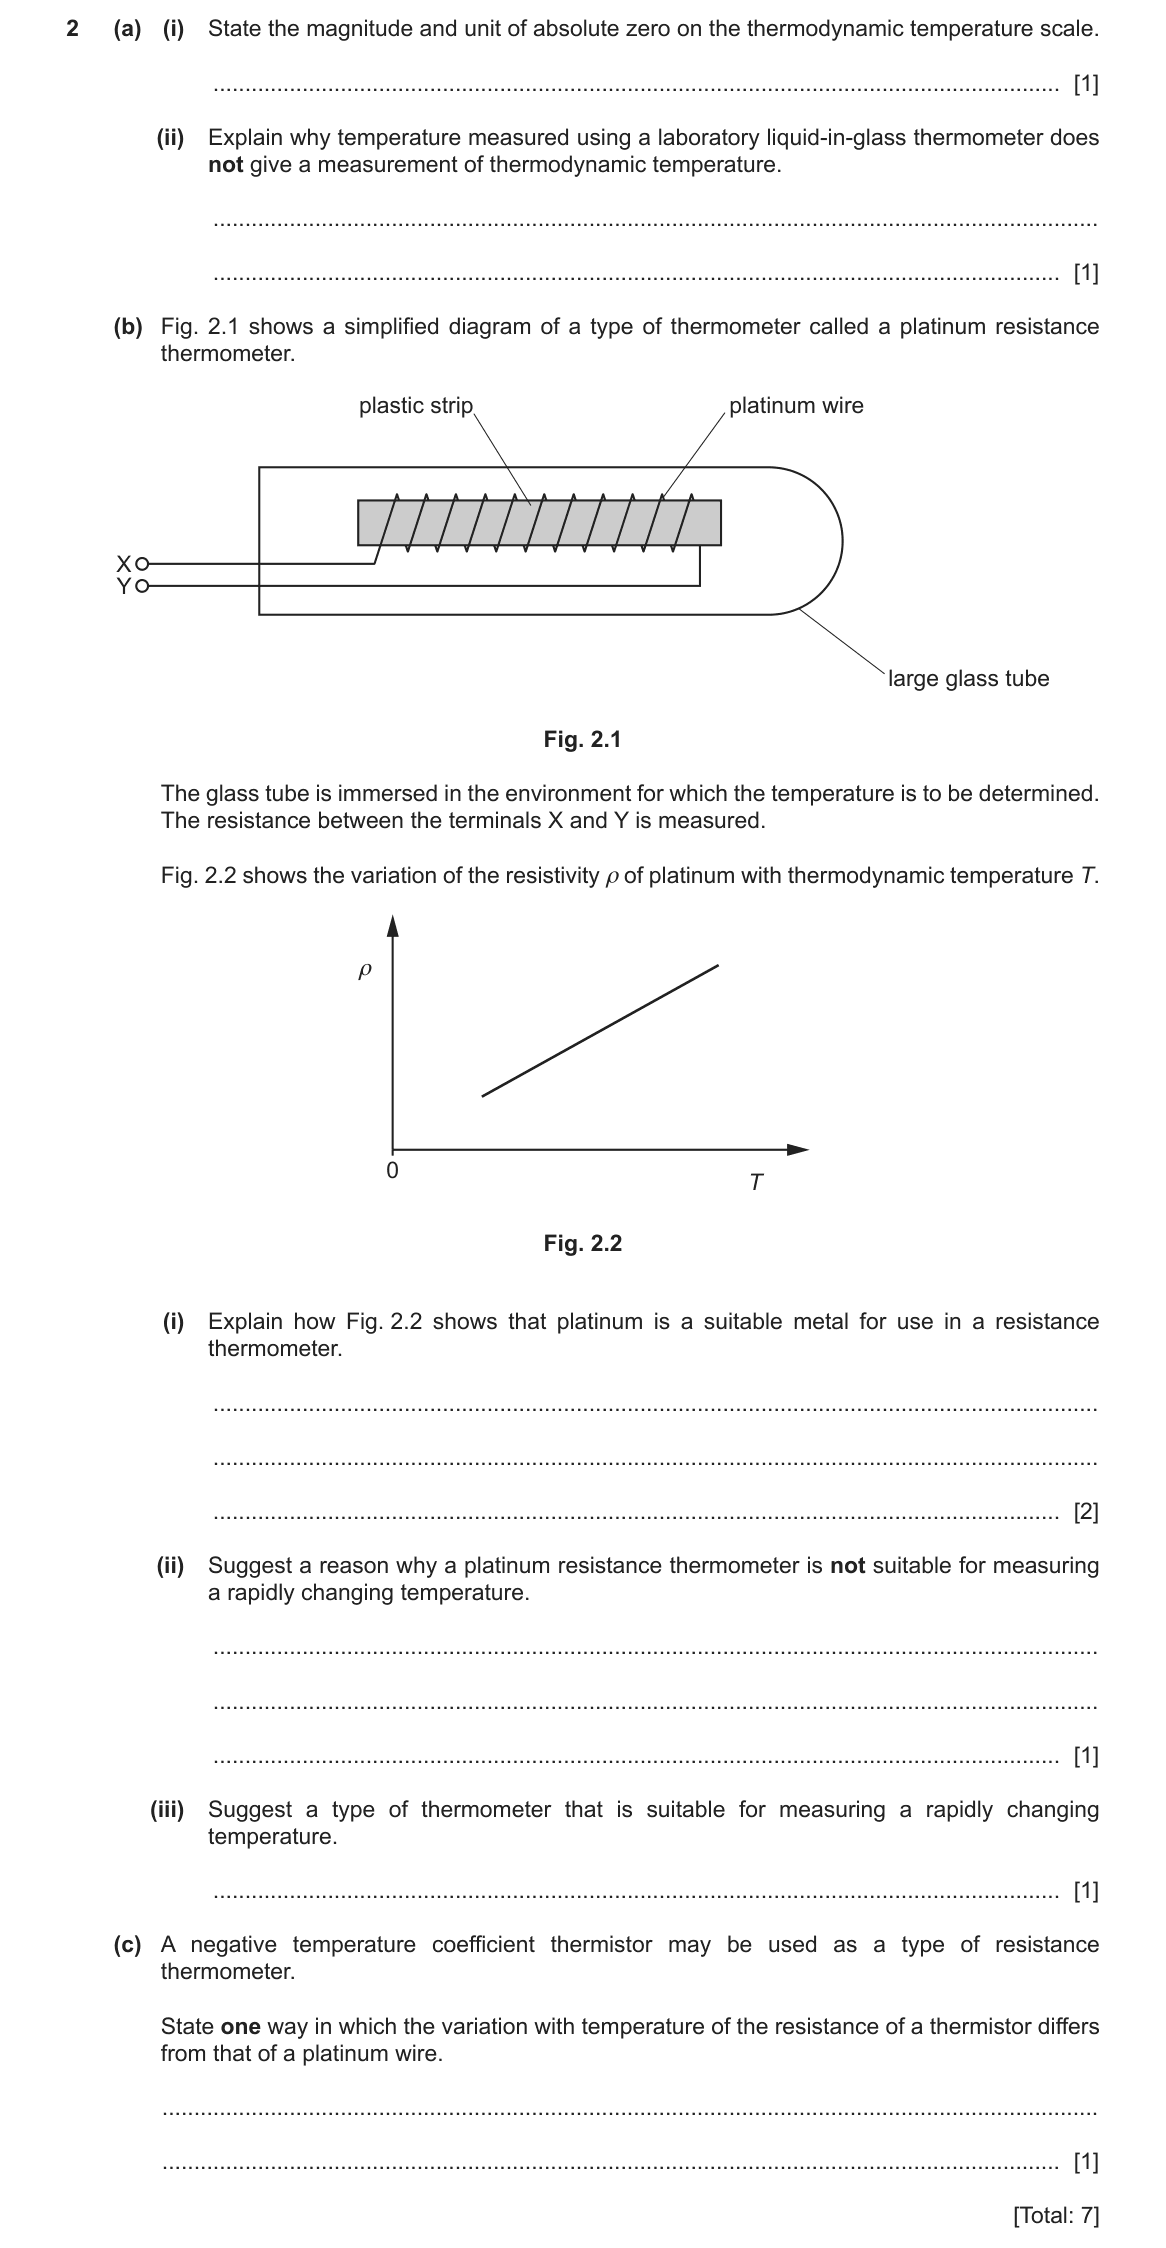 2 (a) (i) State the magnitude and unit of absolute zero on the thermodynamic temperature scale.
.................................................................................................................................... [1]
(ii) Explain why temperature measured using a laboratory liquid-in-glass thermometer does
not give a measurement of thermodynamic temperature.
..........................................................................................................................................
.................................................................................................................................... [1]
(b) Fig. 2.1 shows a simplified diagram of a type of thermometer called a platinum resistance
thermometer.
plastic strip platinum wire
X
Y
large glass tube
Fig. 2.1
The glass tube is immersed in the environment for which the temperature is to be determined.
The resistance between the terminals X and Y is measured.
Fig. 2.2 shows the variation of the resistivity ρ of platinum with thermodynamic temperature T.
ρ
0
T
Fig. 2.2
(i) Explain how Fig. 2.2 shows that platinum is a suitable metal for use in a resistance
thermometer.
..........................................................................................................................................
..........................................................................................................................................
.................................................................................................................................... [2]
(ii) Suggest a reason why a platinum resistance thermometer is not suitable for measuring
a rapidly changing temperature.
..........................................................................................................................................
..........................................................................................................................................
.................................................................................................................................... [1]
(iii) Suggest a type of thermometer that is suitable for measuring a rapidly changing
temperature.
.................................................................................................................................... [1]
(c) A negative temperature coefficient thermistor may be used as a type of resistance
thermometer.
State one way in which the variation with temperature of the resistance of a thermistor differs
from that of a platinum wire.
..................................................................................................................................................
............................................................................................................................................ [1]
[Total: 7]